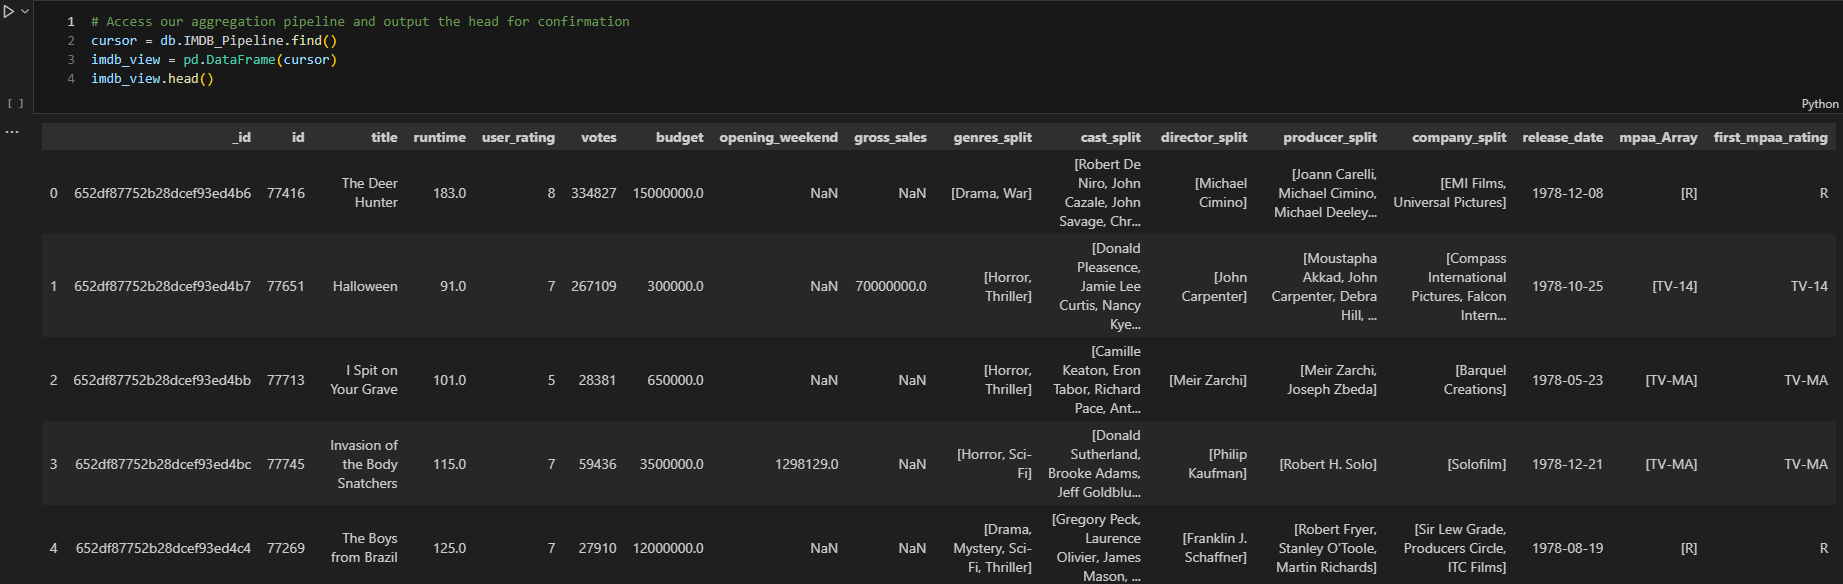 1 # Access our aggregation pipeline and output the head for confirmation
2 cursor = db.IMDB_Pipeline.find()
3 imdb_view = pd.DataFrame(cursor)
4 imdb_view.head()
[ ]
Python
...
_id id title runtime user_rating votes budget opening_weekend gross_sales genres_split cast_split director_split producer_split company_split release_date mpaa_Array first_mpaa_rating
[Robert De
The Deer Niro, John [Michael [Joann Carelli, [EMI Films,
0 652df87752b28dcef93ed4b6 77416 183.0 8 334827 15000000.0 NaN NaN [Drama, War] Michael Cimino, 1978-12-08 [R] R
Hunter Cazale, John Cimino] Michael Deeley... Universal Pictures]
Savage, Chr...
[Donald
Pleasence, [Moustapha [Compass
[Horror, [John Akkad, John International
1 652df87752b28dcef93ed4b7 77651 Halloween 91.0 7 267109 300000.0 NaN 70000000.0 Jamie Lee 1978-10-25 [TV-14] TV-14
Thriller] Curtis, Nancy Carpenter] Carpenter, Debra Pictures, Falcon
Kye... Hill, ... Intern...
[Camille
I Spit on [Horror, Keaton, Eron [Meir Zarchi, [Barquel
2 652df87752b28dcef93ed4bb 77713 101.0 5 28381 650000.0 NaN NaN [Meir Zarchi] 1978-05-23 [TV-MA] TV-MA
Your Grave Thriller] Tabor, Richard Joseph Zbeda] Creations]
Pace, Ant...
[Donald
Invasion of [Horror, Sci- Sutherland, [Philip
3 652df87752b28dcef93ed4bc 77745 the Body 115.0 7 59436 3500000.0 1298129.0 NaN [Robert H. Solo] [Solofilm] 1978-12-21 [TV-MA] TV-MA
Snatchers Fi] Brooke Adams, Kaufman]
Jeff Goldblu...
[Gregory Peck,
The Boys [Drama, Laurence [Franklin J. [Robert Fryer, [Sir Lew Grade,
4 652df87752b28dcef93ed4c4 77269 125.0 7 27910 12000000.0 NaN NaN Mystery, Sci- Stanley O'Toole, Producers Circle, 1978-08-19 [R] R
from Brazil Fi, Thriller] Olivier, James Schaffner] Martin Richards] ITC Films]
Mason, ...